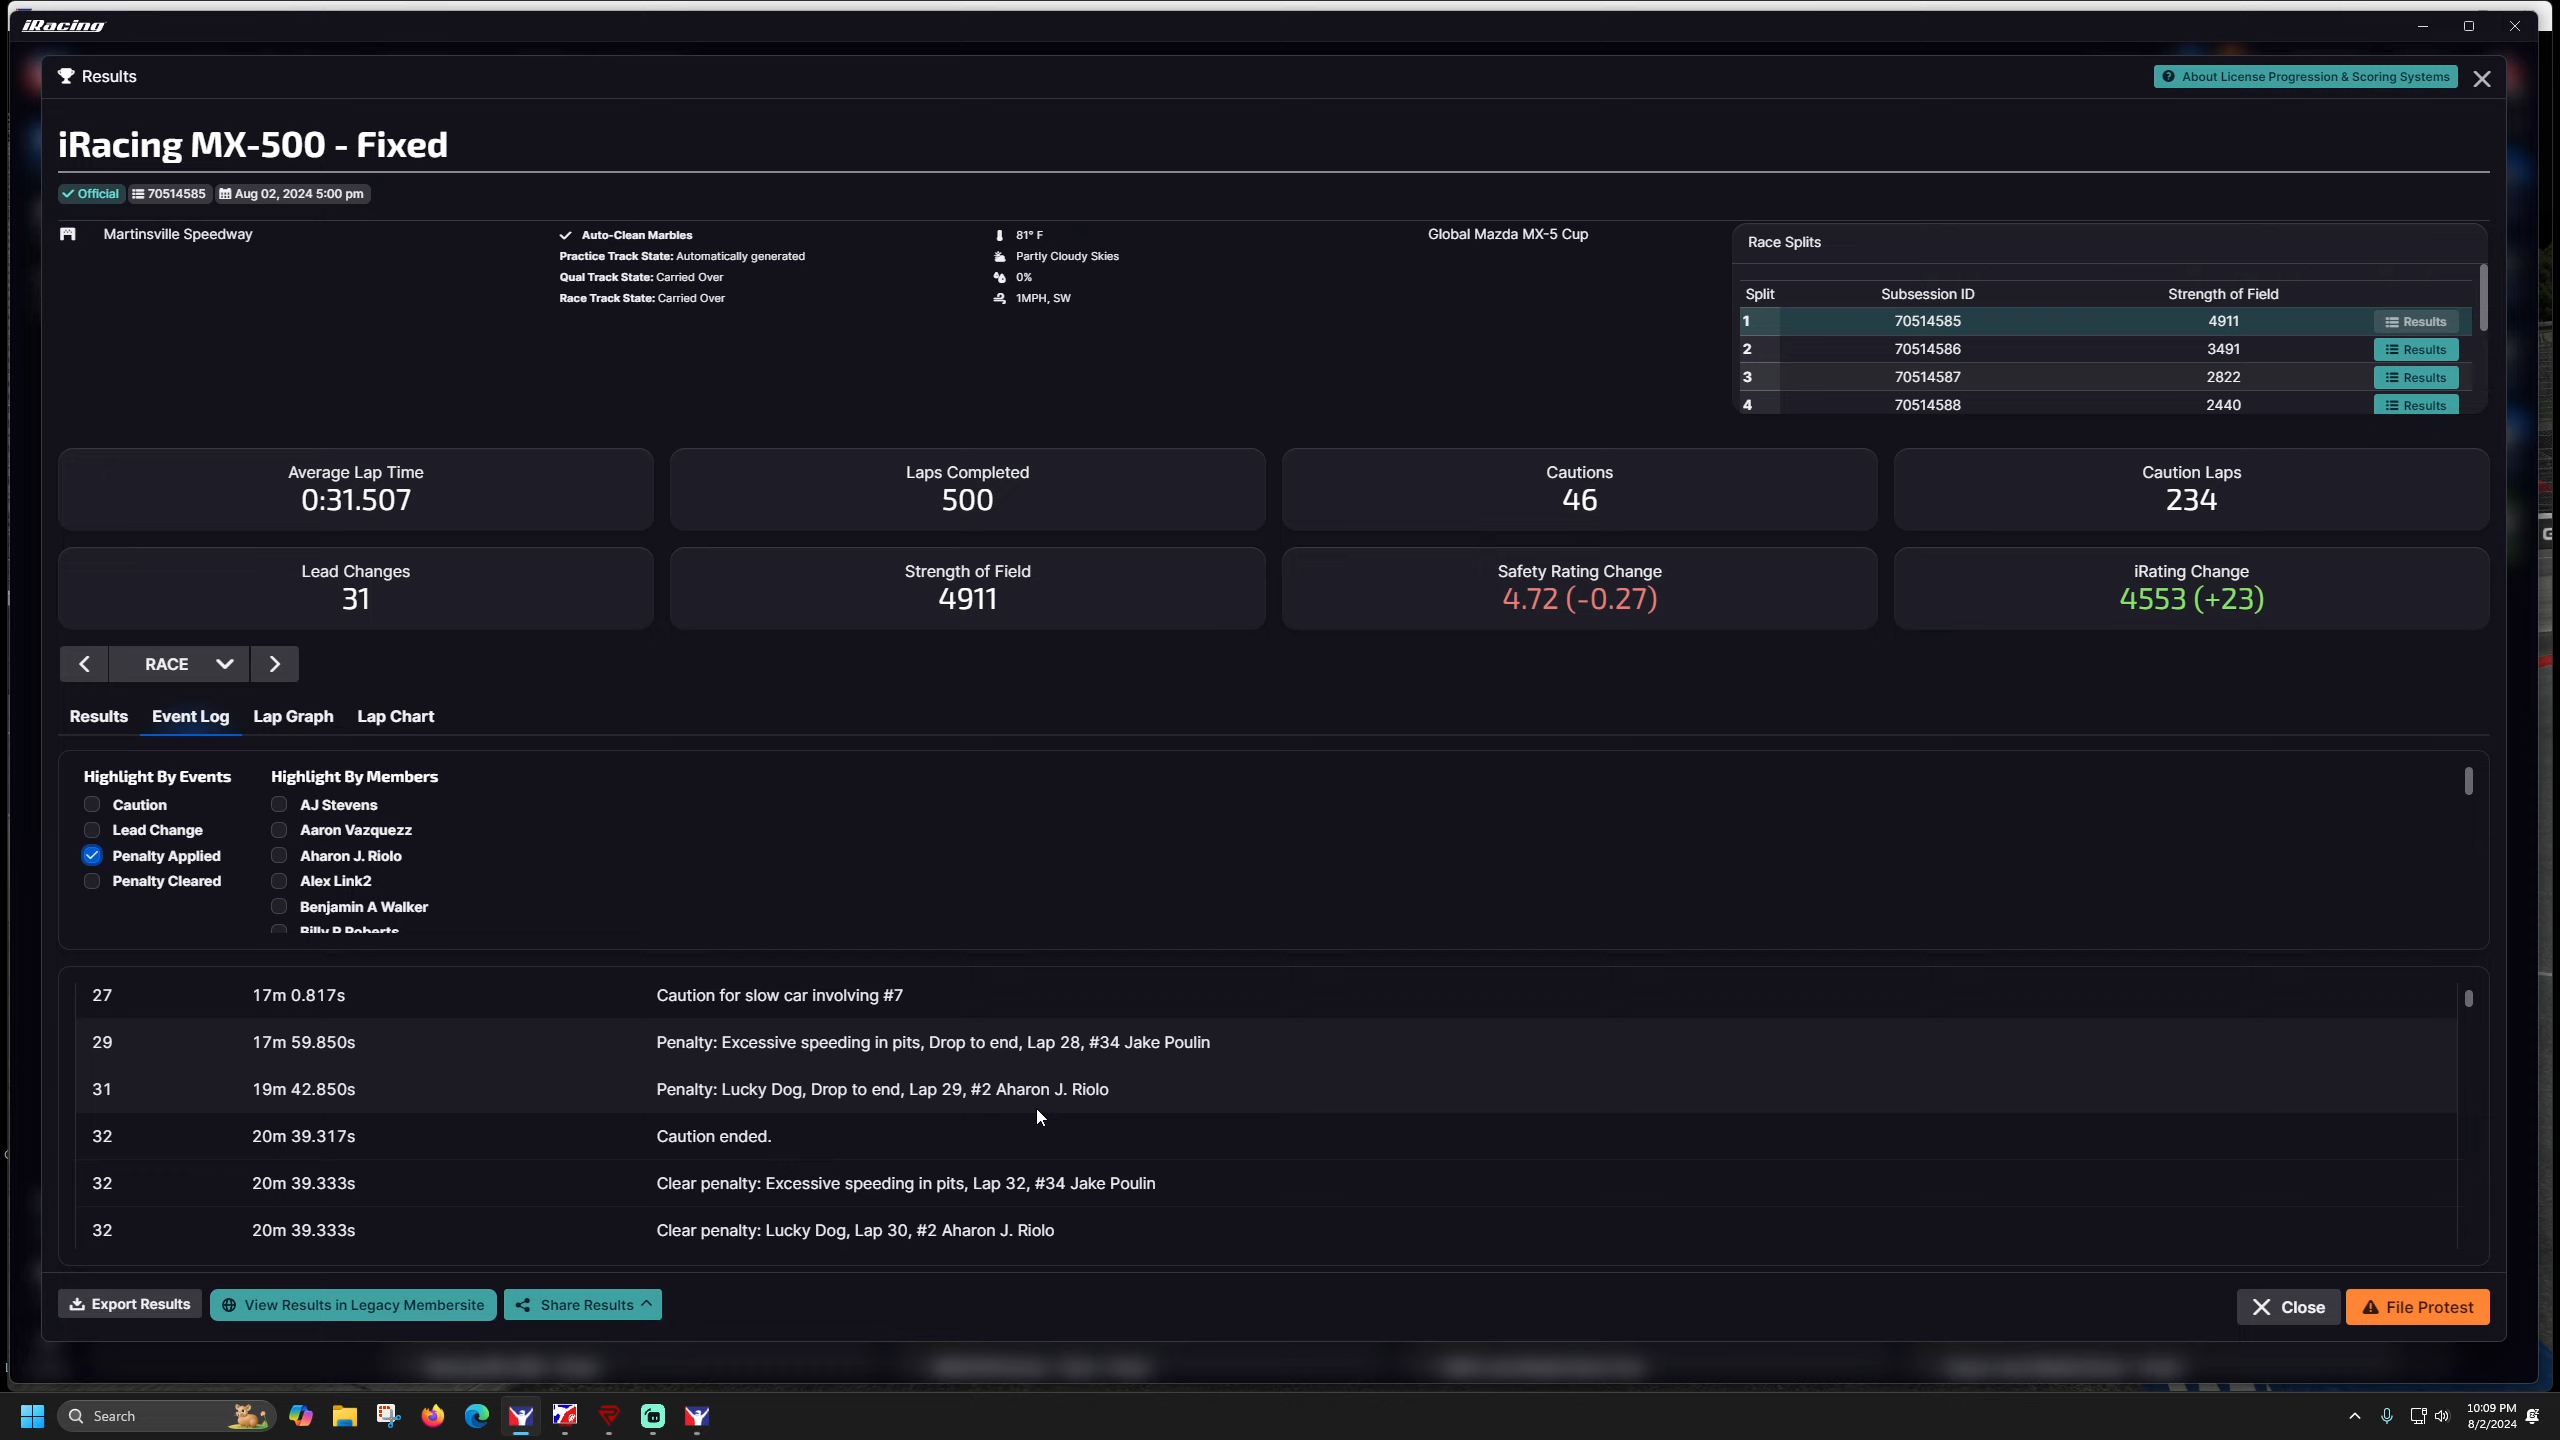 iRacing
Results
About License Progression & Scoring Systems
iRacing MX-500 - Fixed
Official 70514585 Aug 02, 2024 5:00 pm
Martinsville Speedway
Auto-Clean Marbles
Practice Track State: Automatically generated
Qual Track State: Carried Over
Race Track State: Carried Over
81° F
Partly Cloudy Skies
0%
1MPH, SW
Global Mazda MX-5 Cup
Race Splits
Split Subsession ID Strength of Field
1 70514585 4911 Results
2 70514586 3491 Results
3 70514587 2822 Results
4 70514588 2440 Results
Average Lap Time
0:31.507
Laps Completed
500
Cautions
46
Caution Laps
234
Lead Changes
31
Strength of Field
4911
Safety Rating Change
4.72 (-0.27)
iRating Change
4553 (+23)
RACE
Results Event Log Lap Graph Lap Chart
Highlight By Events
Caution
Lead Change
Penalty Applied
Penalty Cleared
Highlight By Members
AJ Stevens
Aaron Vazquezz
Aharon J. Riolo
Alex Link2
Benjamin A Walker
Billy P Roberts
27 17m 0.817s Caution for slow car involving #7
29 17m 59.850s Penalty: Excessive speeding in pits, Drop to end, Lap 28, #34 Jake Poulin
31 19m 42.850s Penalty: Lucky Dog, Drop to end, Lap 29, #2 Aharon J. Riolo
32 20m 39.317s Caution ended.
32 20m 39.333s Clear penalty: Excessive speeding in pits, Lap 32, #34 Jake Poulin
32 20m 39.333s Clear penalty: Lucky Dog, Lap 30, #2 Aharon J. Riolo
Export Results View Results in Legacy Membersite Share Results Close File Protest
Search
10:09 PM
8/2/2024